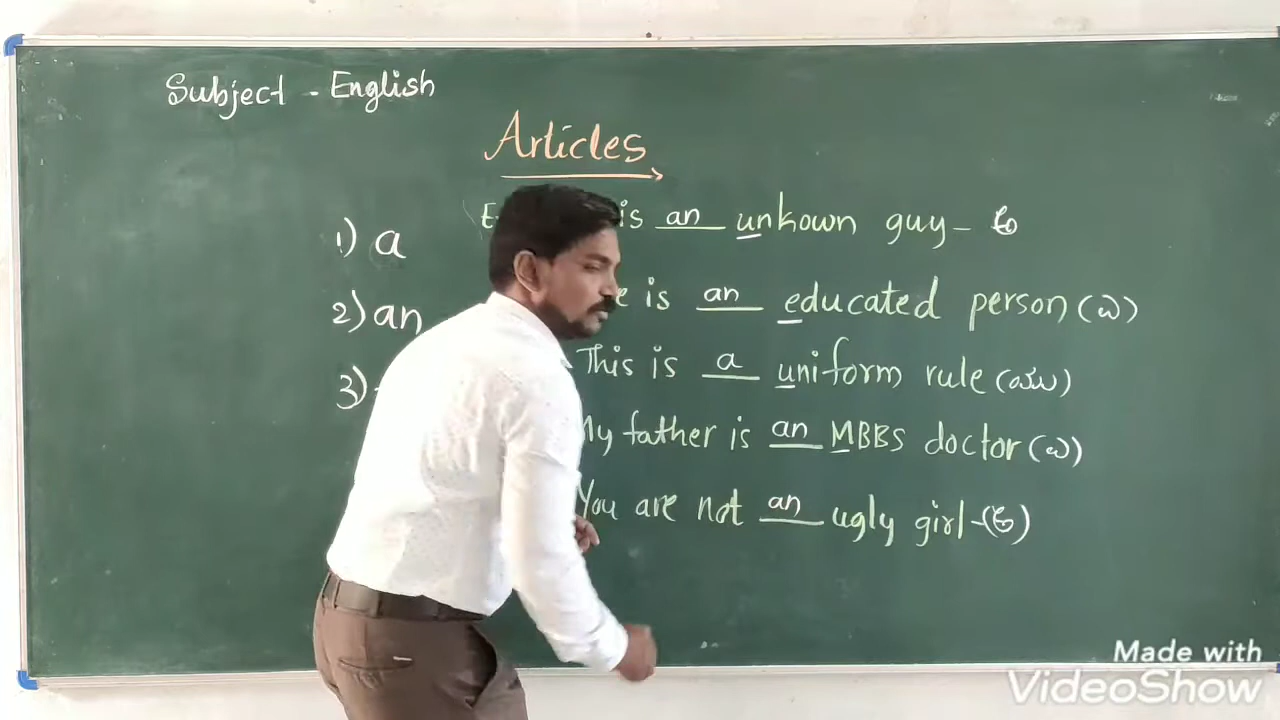 Subject - English
Articles
1) a
2) an
3)
is an unkown guy - ఒ
e is an educated person (ఎ)
This is a uniform rule (యు)
My father is an MBBS doctor (ఎ)
You are not an ugly girl - (ఒ)
Made with
VideoShow